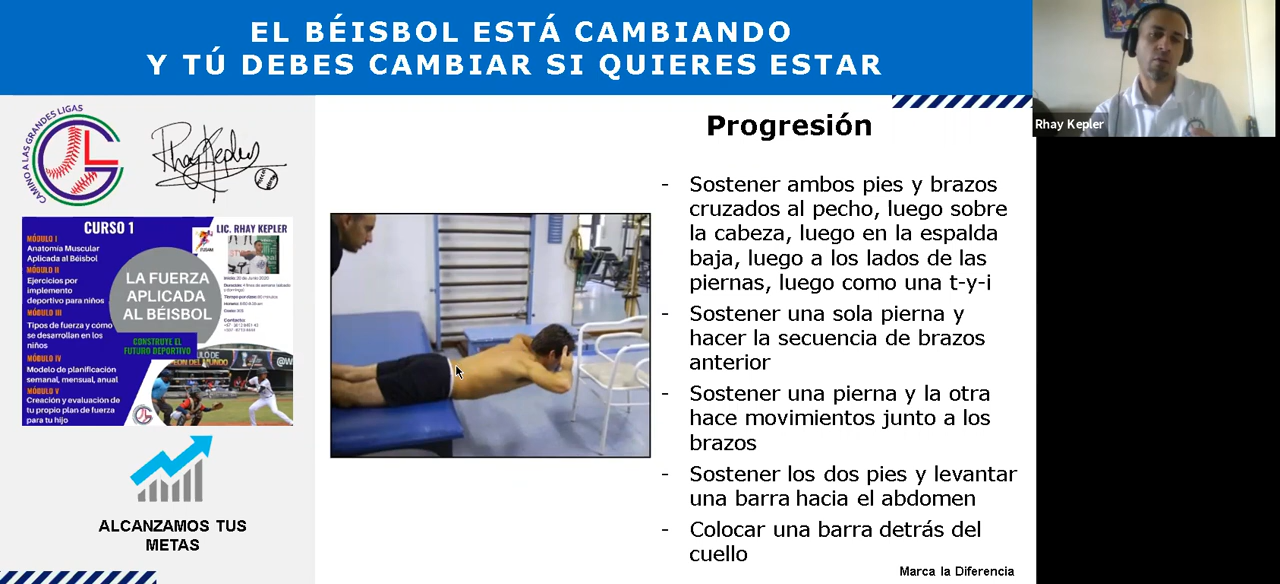 EL BÉISBOL ESTÁ CAMBIANDO
Y TÚ DEBES CAMBIAR SI QUIERES ESTAR
Rhay Kepler
CAMINO A LAS GRANDES LIGAS
Rhay Kepler
CURSO 1
MÓDULO I
Anatomía Muscular
Aplicada al Béisbol
MÓDULO II
Ejercicios por
implemento
deportivo para niños
MÓDULO III
Tipos de fuerza y como
se desarrollan en los
niños
MÓDULO IV
Modelo de planificación
semanal, mensual, anual
MÓDULO V
Creación y evaluación de
tu propio plan de fuerza
para tu hijo
LIC. RHAY KEPLER
LA FUERZA
APLICADA
AL BÉISBOL
CONSTRUYE EL
FUTURO DEPORTIVO
ALCANZAMOS TUS
METAS
Progresión
- Sostener ambos pies y brazos
cruzados al pecho, luego sobre
la cabeza, luego en la espalda
baja, luego a los lados de las
piernas, luego como una t-y-i
- Sostener una sola pierna y
hacer la secuencia de brazos
anterior
- Sostener una pierna y la otra
hace movimientos junto a los
brazos
- Sostener los dos pies y levantar
una barra hacia el abdomen
- Colocar una barra detrás del
cuello
Marca la Diferencia